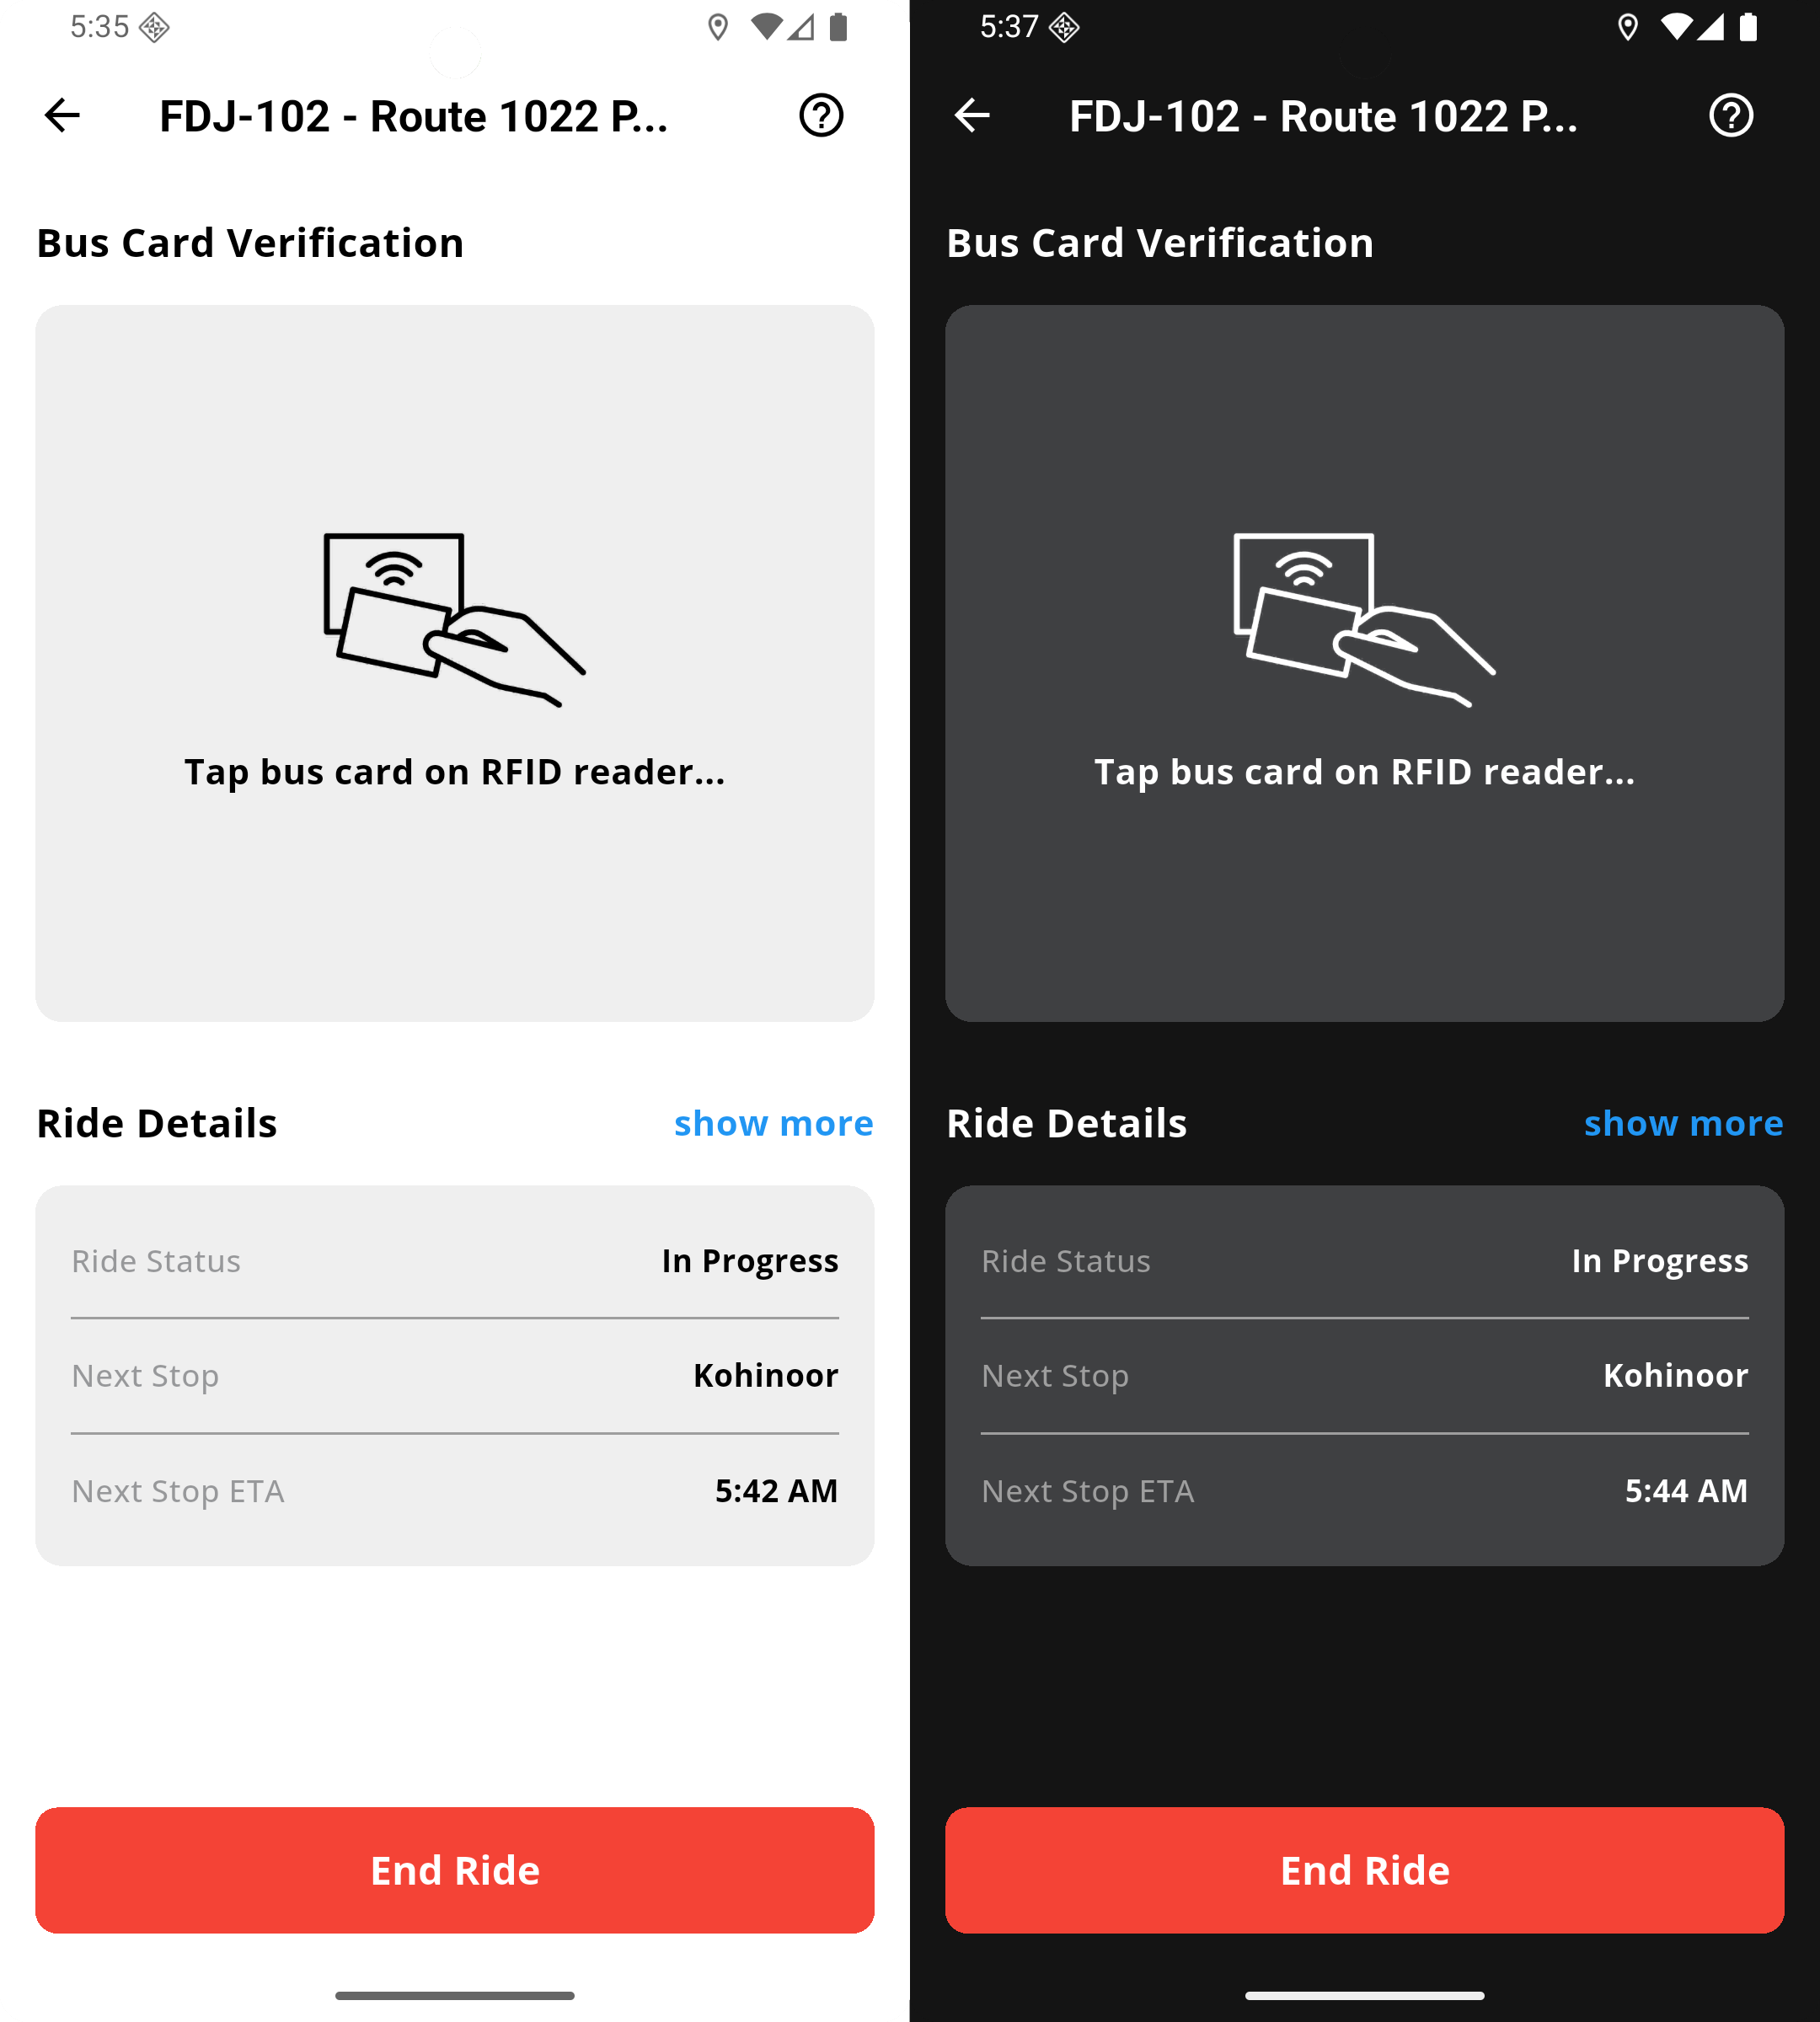 5:35
FDJ-102 - Route 1022 P...
Bus Card Verification
Tap bus card on RFID reader...
Ride Details show more
Ride Status In Progress
Next Stop Kohinoor
Next Stop ETA 5:42 AM
End Ride
5:37
FDJ-102 - Route 1022 P...
Bus Card Verification
Tap bus card on RFID reader...
Ride Details show more
Ride Status In Progress
Next Stop Kohinoor
Next Stop ETA 5:44 AM
End Ride